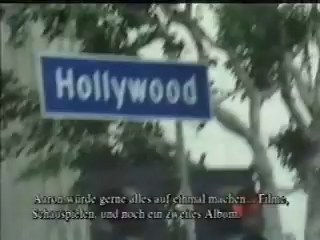 Hollywood
Aaron würde gerne alles auf einmal machen... Filme,
Schauspielen, und noch ein zweites Album.